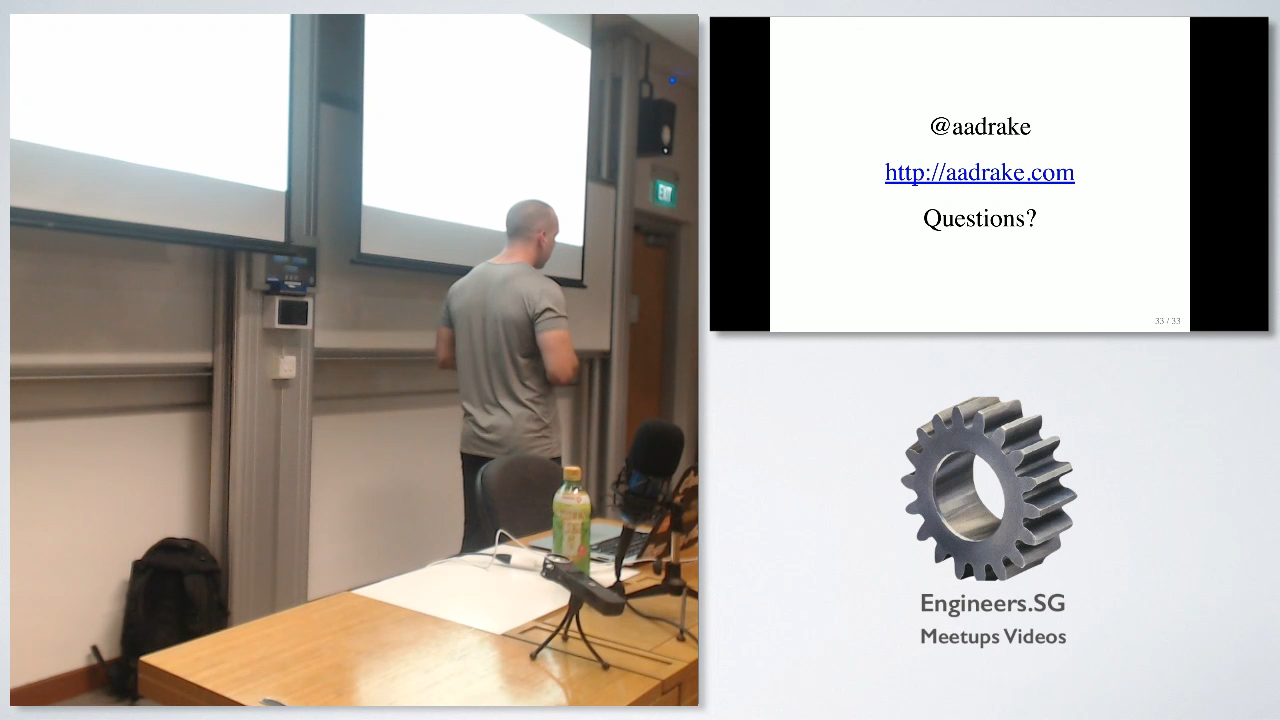 EXIT
@aadrake
http://aadrake.com
Questions?
33 / 33
Engineers.SG
Meetups Videos